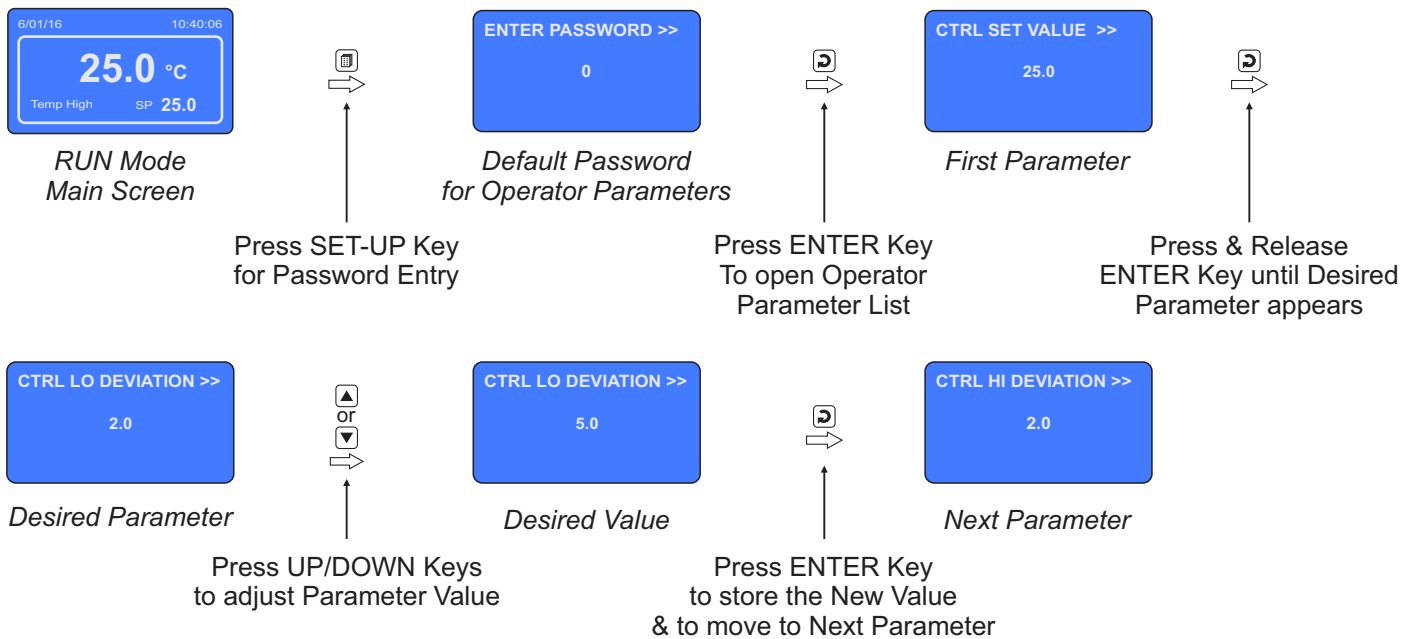 6/01/16 10:40:06
25.0 °C
Temp High SP 25.0
RUN Mode
Main Screen
Press SET-UP Key
for Password Entry
ENTER PASSWORD >>
0
Default Password
for Operator Parameters
Press ENTER Key
To open Operator
Parameter List
CTRL SET VALUE >>
25.0
First Parameter
Press & Release
ENTER Key until Desired
Parameter appears
CTRL LO DEVIATION >>
2.0
Desired Parameter
or
Press UP/DOWN Keys
to adjust Parameter Value
CTRL LO DEVIATION >>
5.0
Desired Value
Press ENTER Key
to store the New Value
& to move to Next Parameter
CTRL HI DEVIATION >>
2.0
Next Parameter